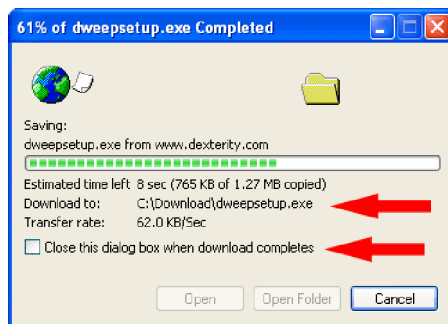 61% of dweepsetup.exe Completed
Saving:
dweepsetup.exe from www.dexterity.com
Estimated time left 8 sec (765 KB of 1.27 MB copied)
Download to: C:\Download\dweepsetup.exe
Transfer rate: 62.0 KB/Sec
Close this dialog box when download completes
Open Open Folder Cancel